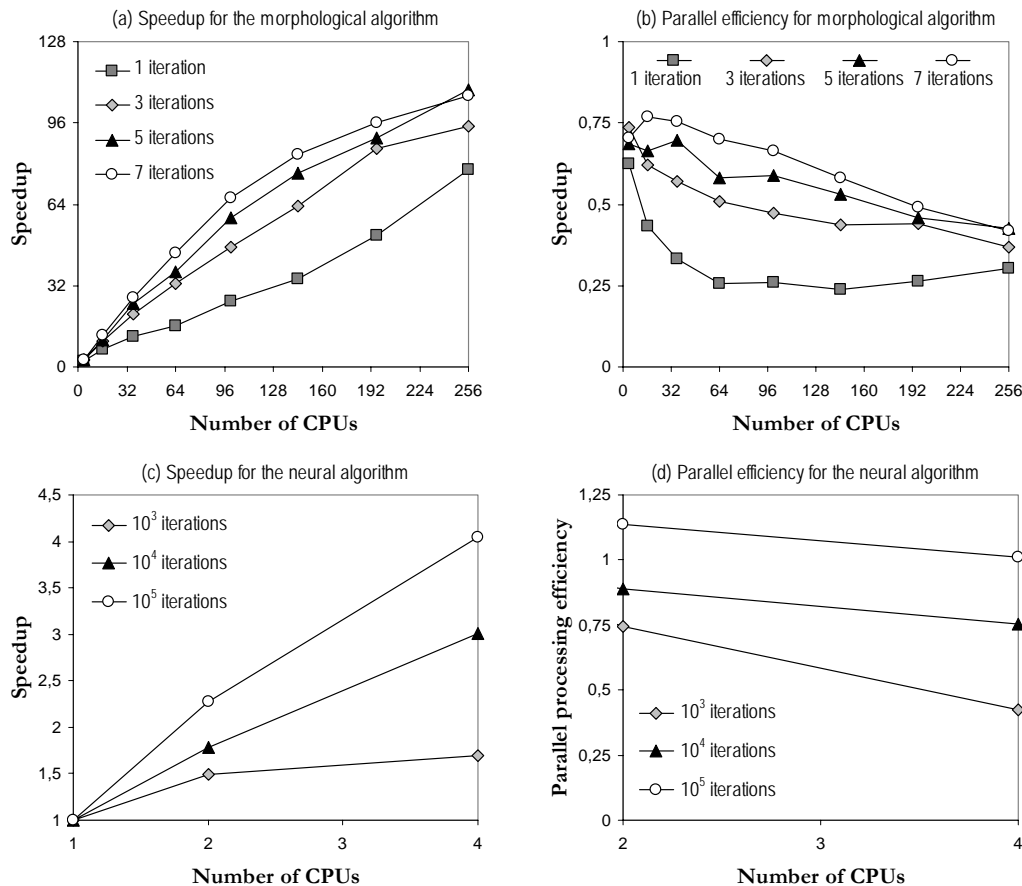 (a) Speedup for the morphological algorithm
128
96
64
32
0
Speedup
1 iteration
3 iterations
5 iterations
7 iterations
0 32 64 96 128 160 192 224 256
Number of CPUs
(b) Parallel efficiency for morphological algorithm
1
0,75
0,5
0,25
0
Speedup
1 iteration 3 iterations 5 iterations 7 iterations
0 32 64 96 128 160 192 224 256
Number of CPUs
(c) Speedup for the neural algorithm
4,5
4
3,5
3
2,5
2
1,5
1
Speedup
10³ iterations
10⁴ iterations
10⁵ iterations
1 2 3 4
Number of CPUs
(d) Parallel efficiency for the neural algorithm
1,25
1
0,75
0,5
0,25
0
Parallel processing efficiency
10³ iterations
10⁴ iterations
10⁵ iterations
2 3 4
Number of CPUs